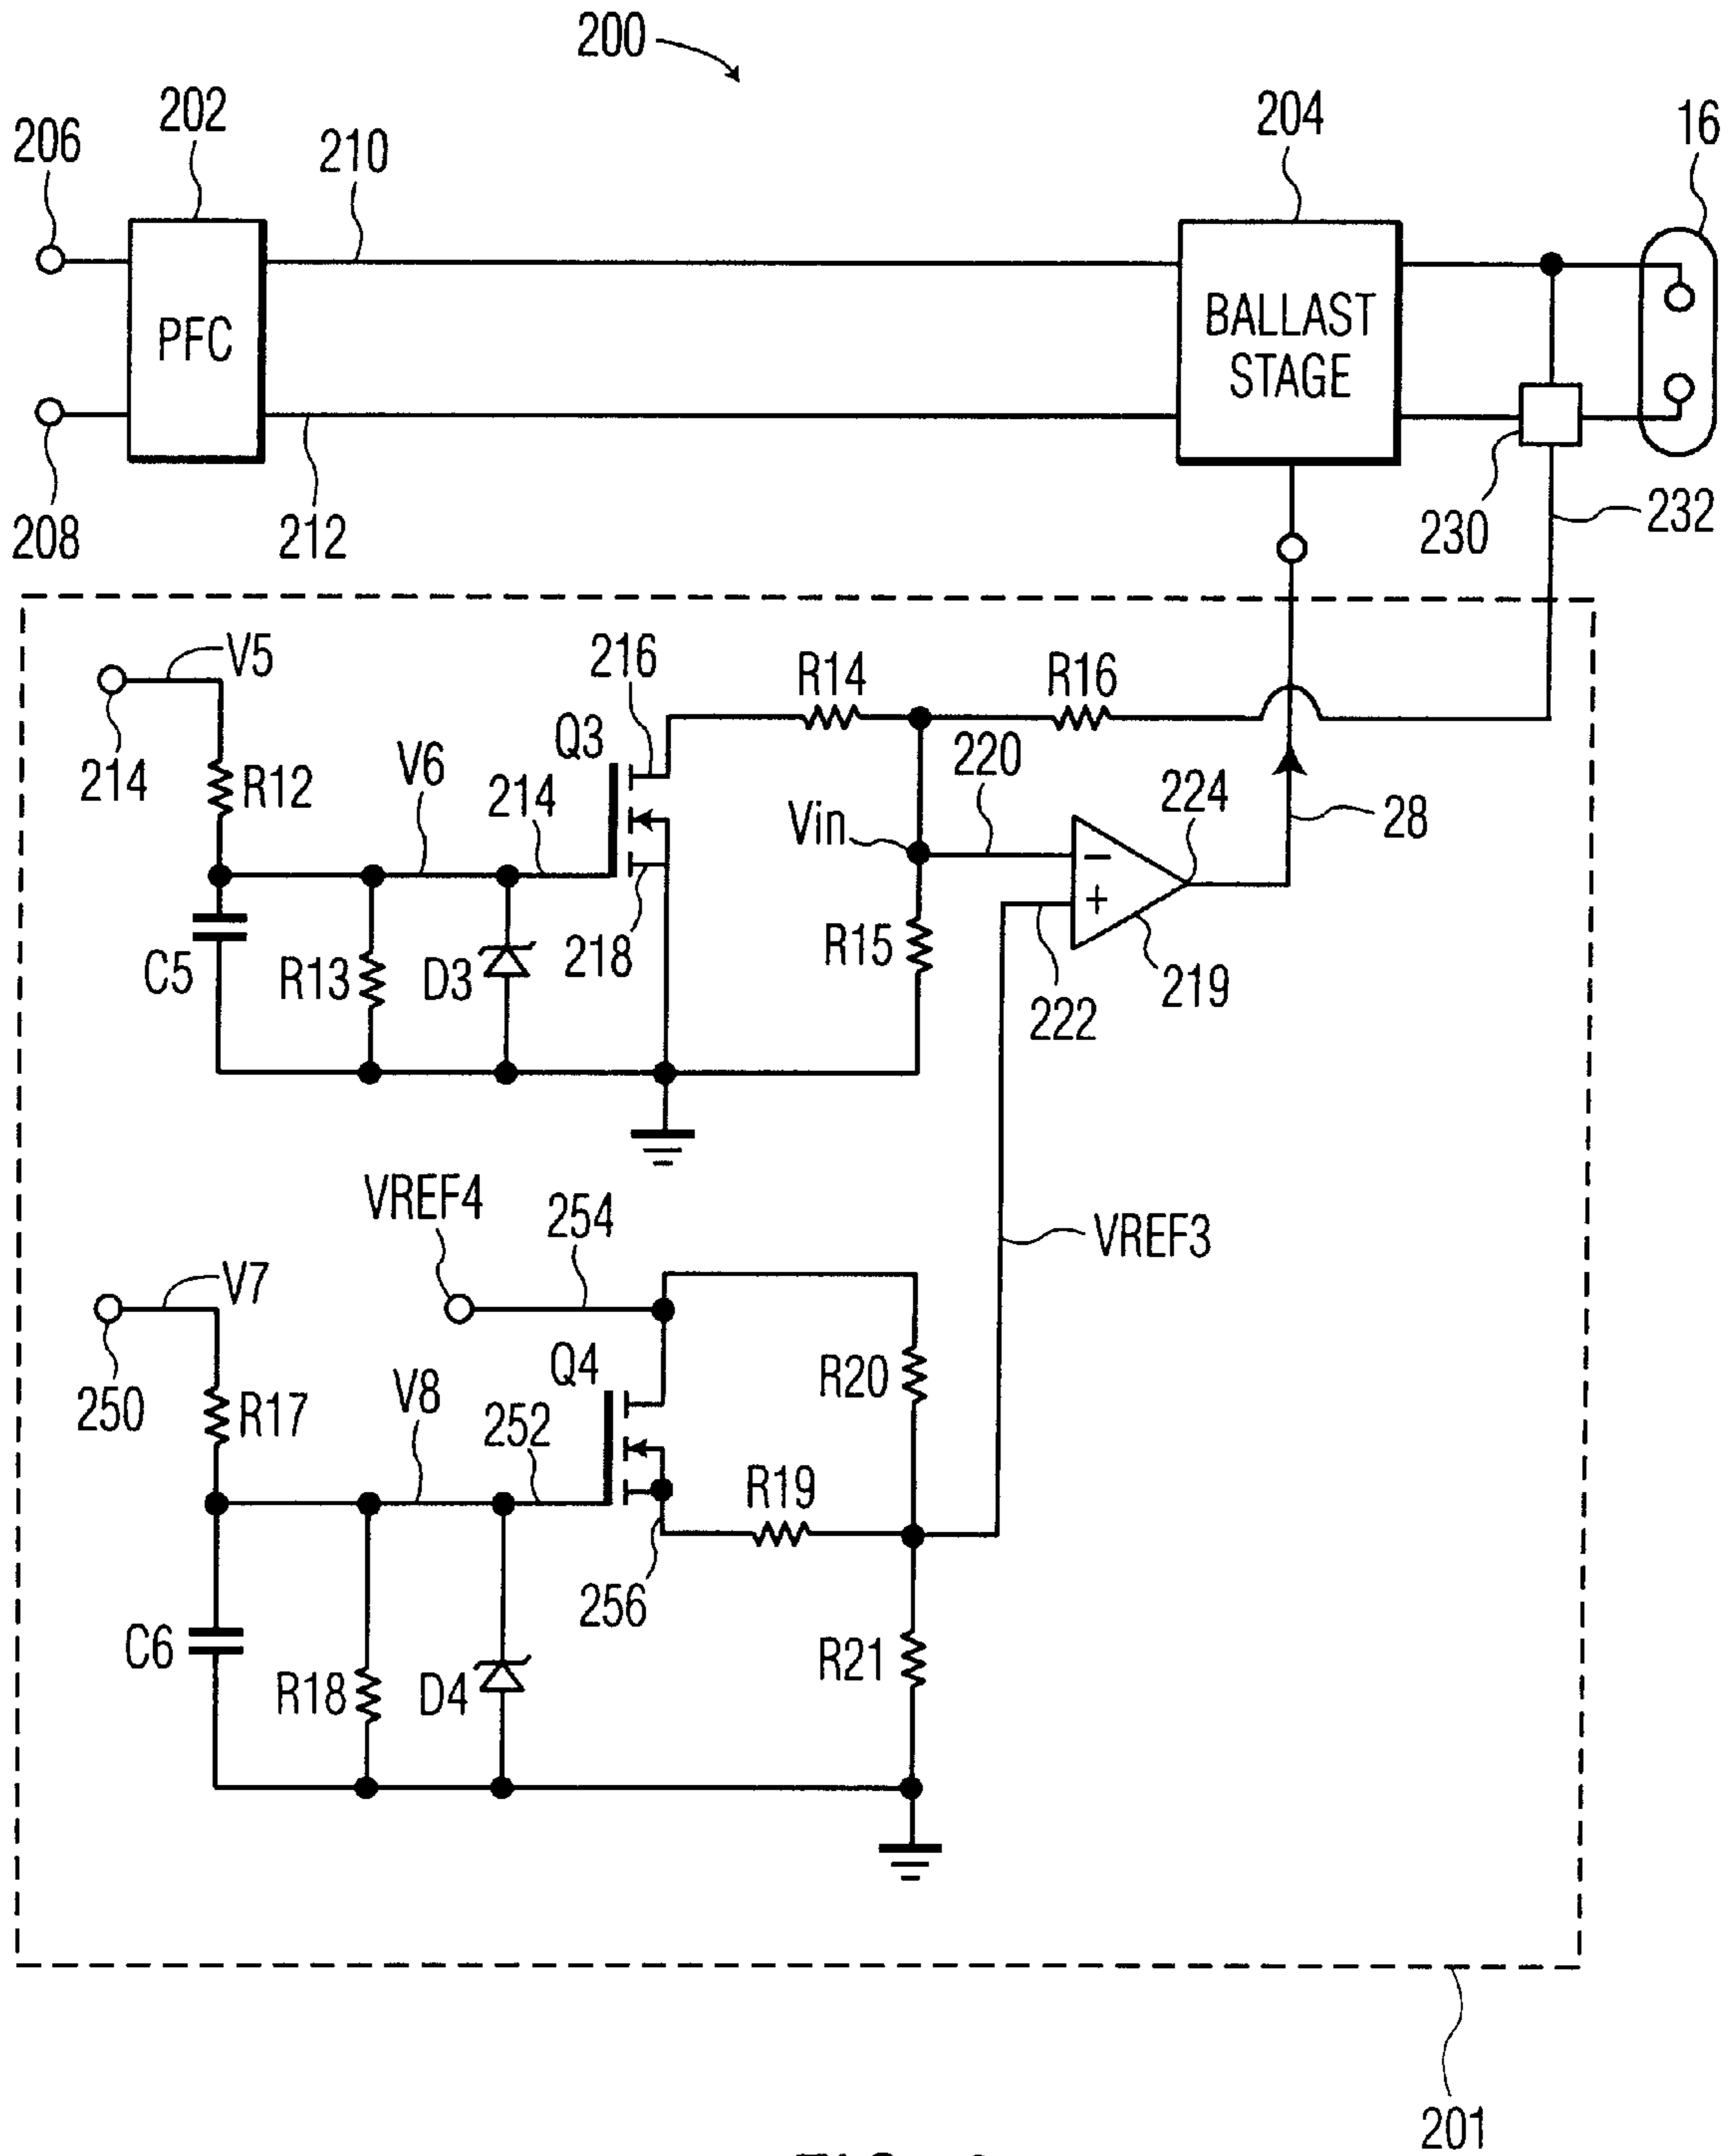 200
202
204
206
210
16
PFC
BALLAST
STAGE
208
212
230
232
V5
216
R14
R16
Q3
214
R12
V6
214
220
Vin
224
28
C5
R13
D3
218
R15
−
+
222
219
VREF4
254
VREF3
V7
Q4
R20
250
R17
V8
252
R19
256
C6
R18
D4
R21
201